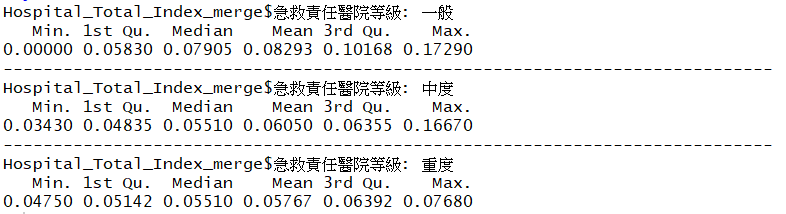 Hospital_Total_Index_merge$急救責任醫院等級: 一般
   Min. 1st Qu.  Median    Mean 3rd Qu.    Max.
0.00000 0.05830 0.07905 0.08293 0.10168 0.17290
------------------------------------------------------------------------
Hospital_Total_Index_merge$急救責任醫院等級: 中度
   Min. 1st Qu.  Median    Mean 3rd Qu.    Max.
0.03430 0.04835 0.05510 0.06050 0.06355 0.16670
------------------------------------------------------------------------
Hospital_Total_Index_merge$急救責任醫院等級: 重度
   Min. 1st Qu.  Median    Mean 3rd Qu.    Max.
0.04750 0.05142 0.05510 0.05767 0.06392 0.07680